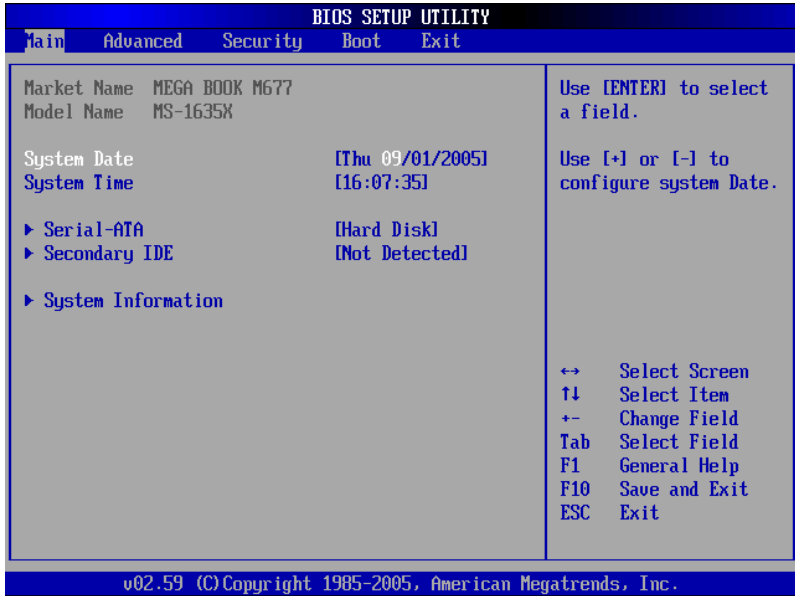 BIOS SETUP UTILITY
Main Advanced Security Boot Exit
Market Name MEGA BOOK M677
Model Name MS-1635X
System Date [Thu 09/01/2005]
System Time [16:07:35]
Serial-ATA [Hard Disk]
Secondary IDE [Not Detected]
System Information
Use [ENTER] to select
a field.
Use [+] or [-] to
configure system Date.
↔ Select Screen
↑↓ Select Item
+- Change Field
Tab Select Field
F1 General Help
F10 Save and Exit
ESC Exit
v02.59 (C)Copyright 1985-2005, American Megatrends, Inc.